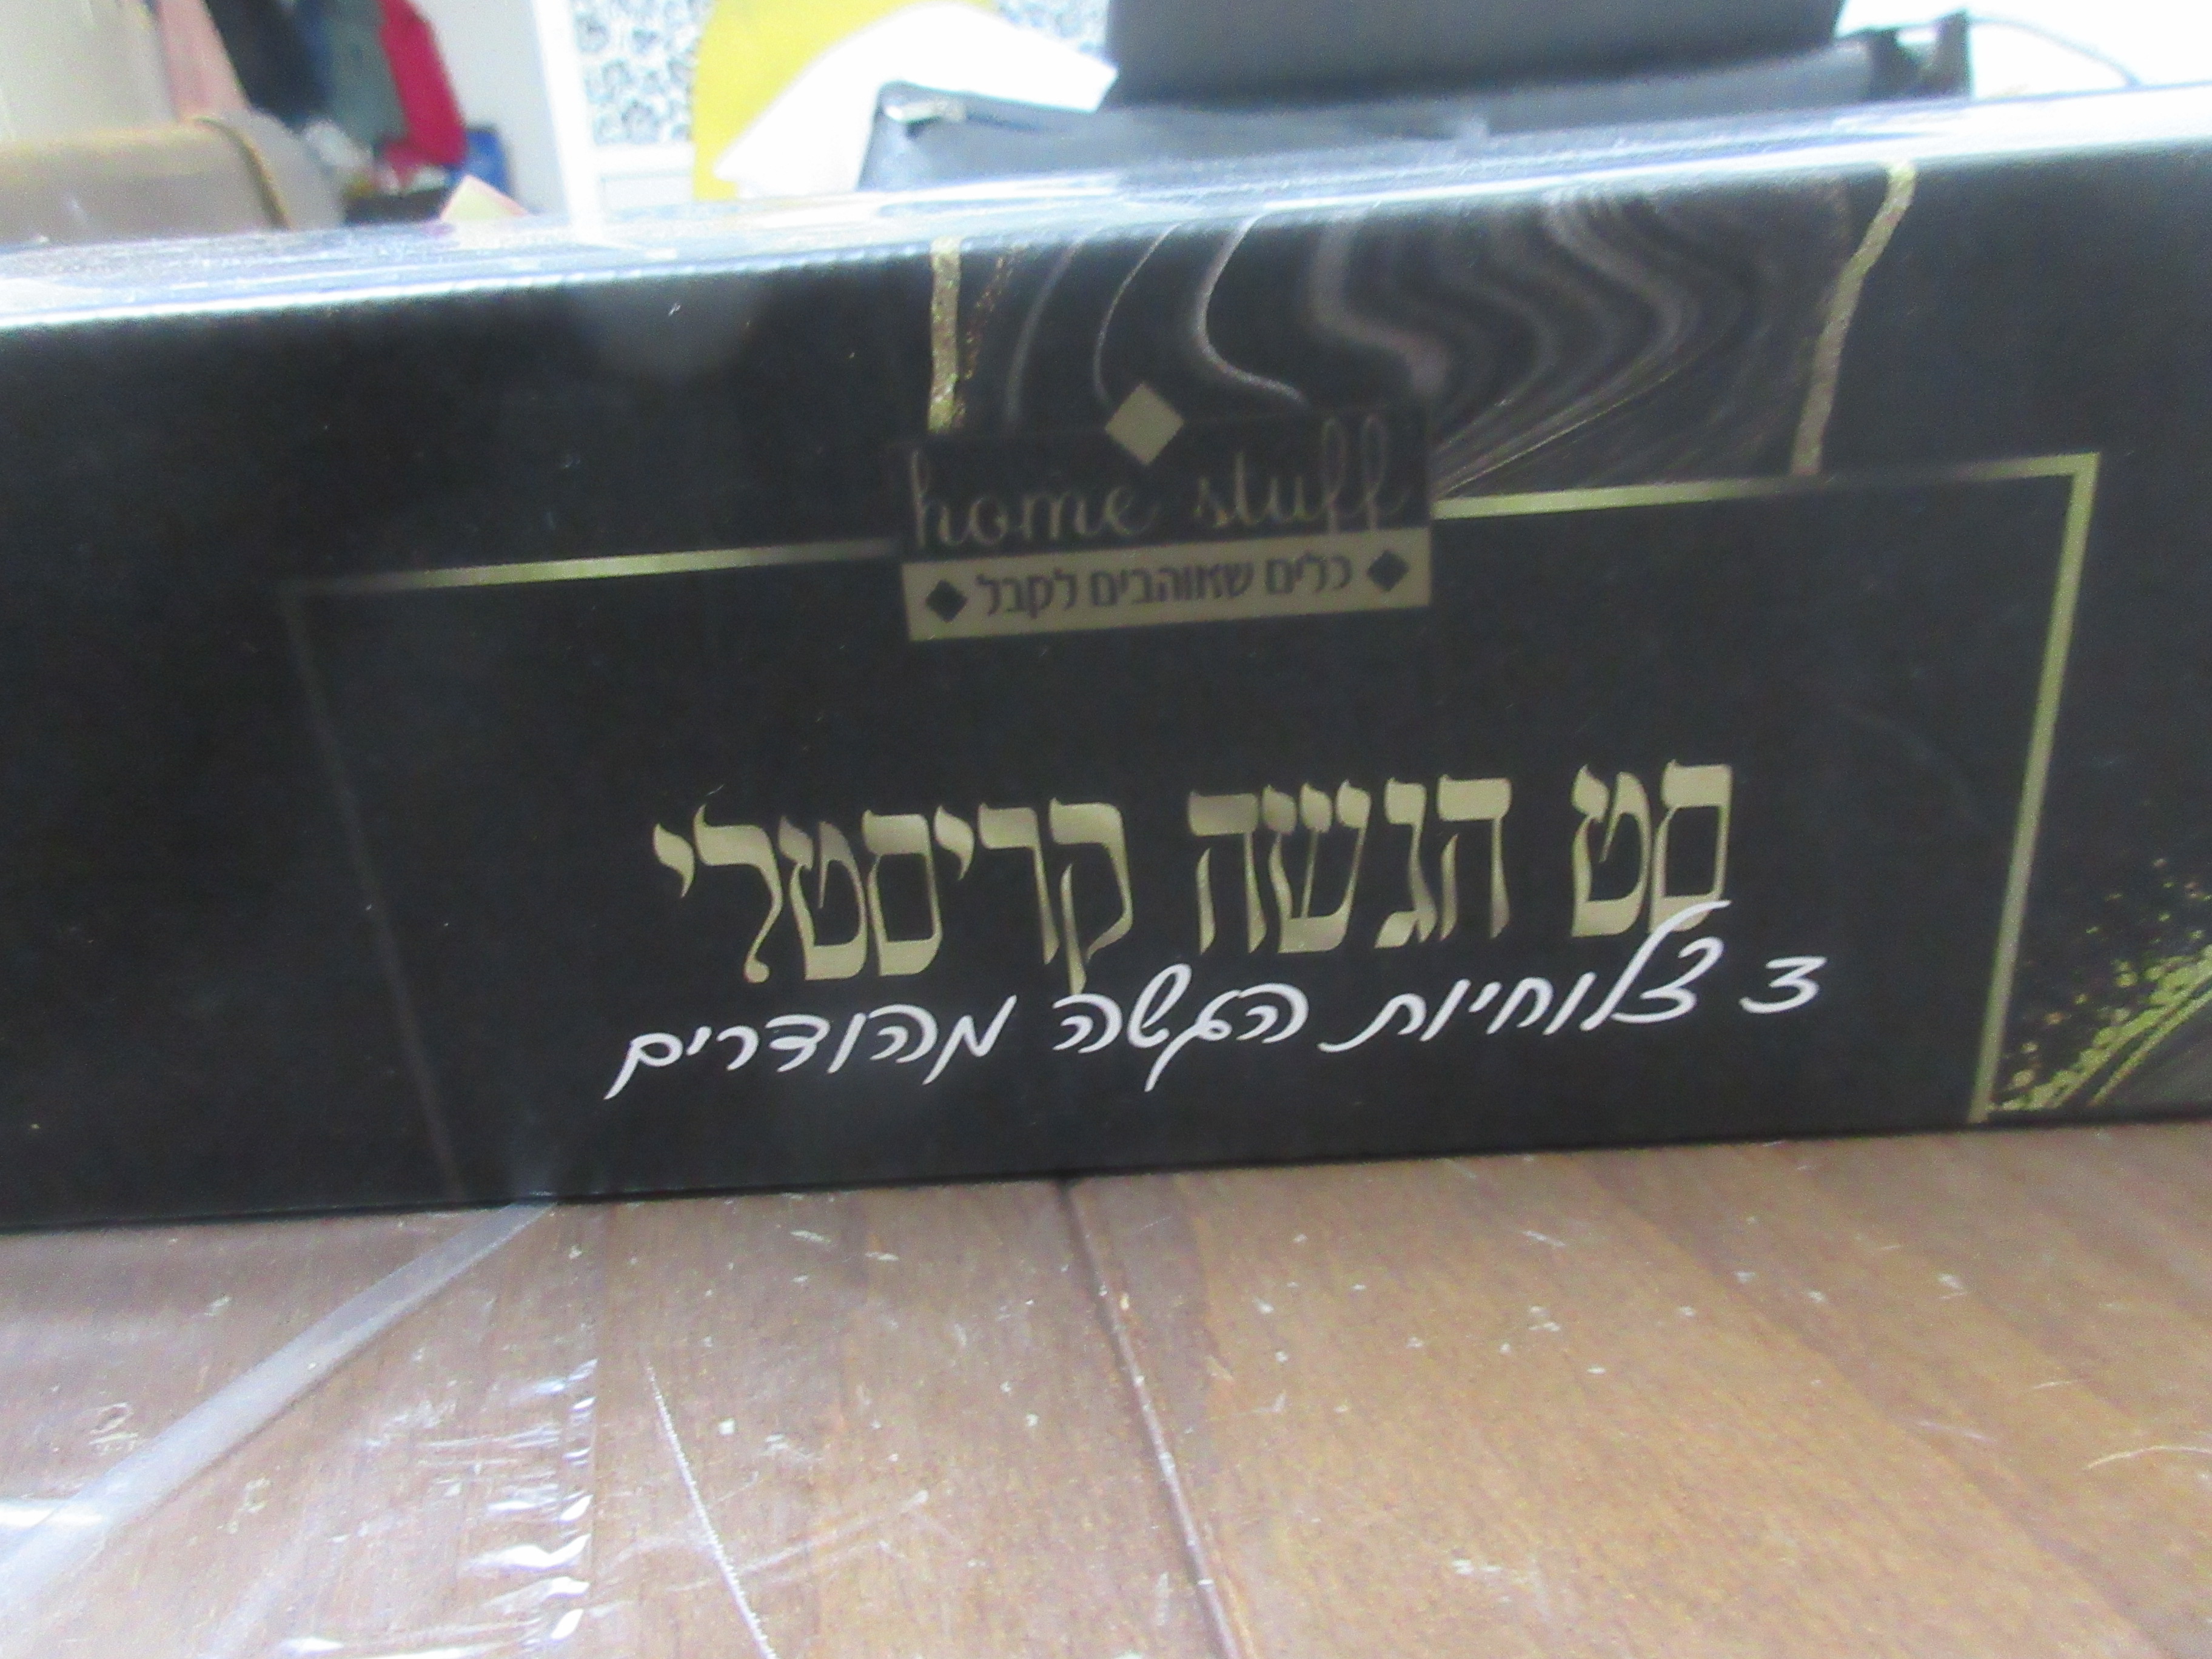 home stuff
כלים שאוהבים לקבל
סט הגשה קריסטלי
3 צלוחיות הגשה מהודרים